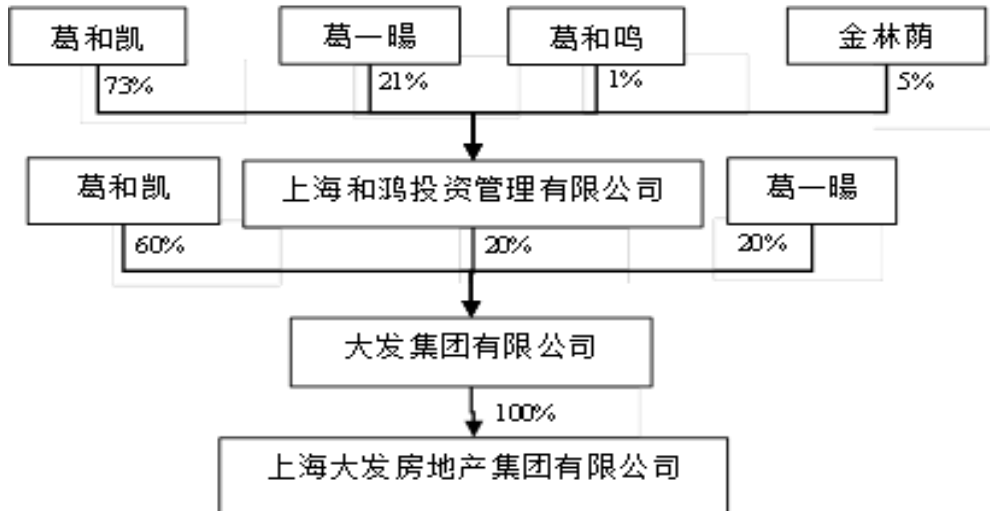 葛和凯
葛一暘
葛和鸣
金林荫
73%
21%
1%
5%
葛和凯
上海和鸿投资管理有限公司
葛一暘
60%
20%
20%
大发集团有限公司
100%
上海大发房地产集团有限公司